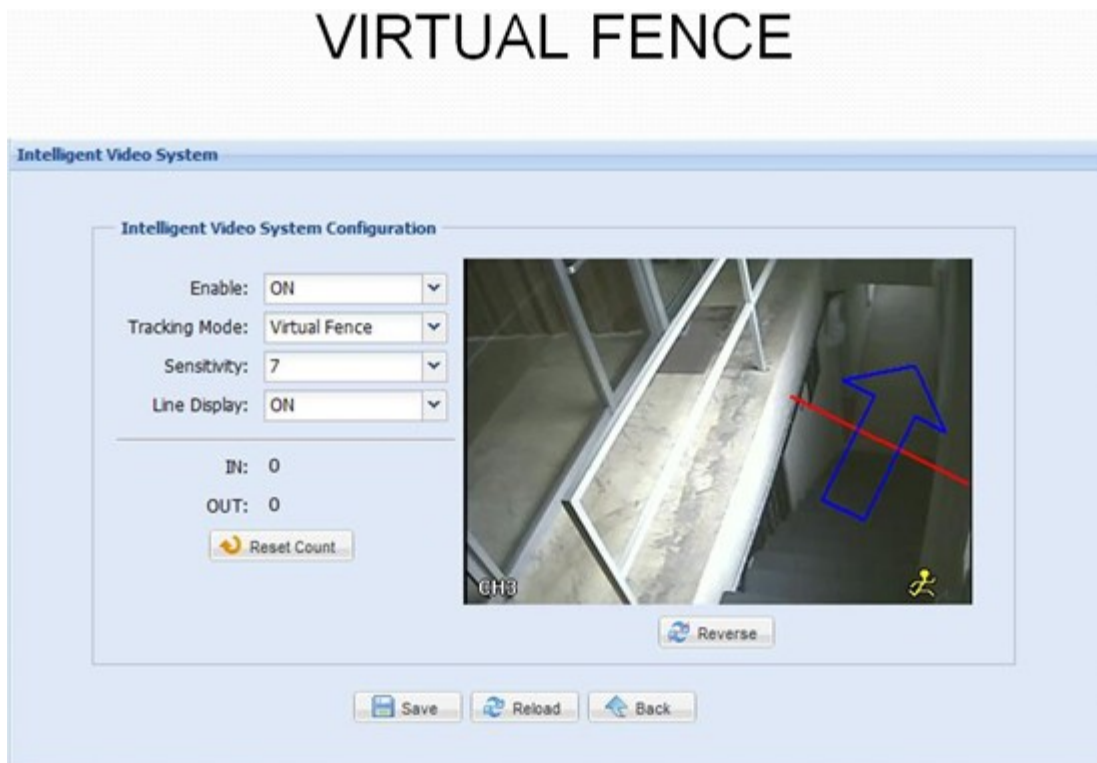 VIRTUAL FENCE
Intelligent Video System
Intelligent Video System Configuration
Enable: ON
Tracking Mode: Virtual Fence
Sensitivity: 7
Line Display: ON
IN: 0
OUT: 0
Reset Count
CH3
Reverse
Save Reload Back